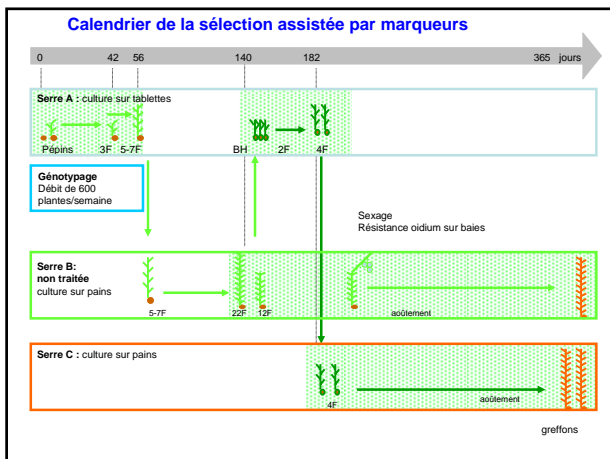 Calendrier de la sélection assistée par marqueurs
0 42 56 140 182 365 jours
Serre A : culture sur tablettes
Pépins 3F 5-7F BH 2F 4F
Génotypage
Débit de 600
plantes/semaine
Sexage
Résistance oidium sur baies
Serre B:
non traitée
culture sur pains
5-7F 22F 12F aoûtement
Serre C : culture sur pains
4F aoûtement
greffons